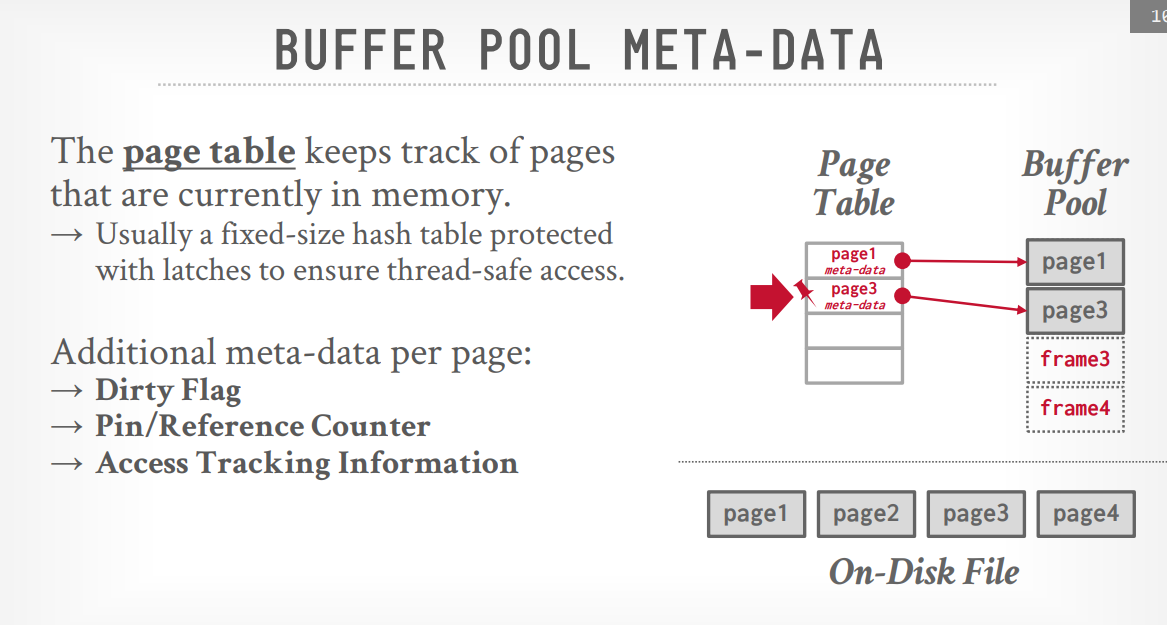 10
BUFFER POOL META-DATA
The page table keeps track of pages
that are currently in memory.
→ Usually a fixed-size hash table protected
with latches to ensure thread-safe access.
Additional meta-data per page:
→ Dirty Flag
→ Pin/Reference Counter
→ Access Tracking Information
Page
Table
page1
meta-data
page3
meta-data
Buffer
Pool
page1
page3
frame3
frame4
page1 page2 page3 page4
On-Disk File